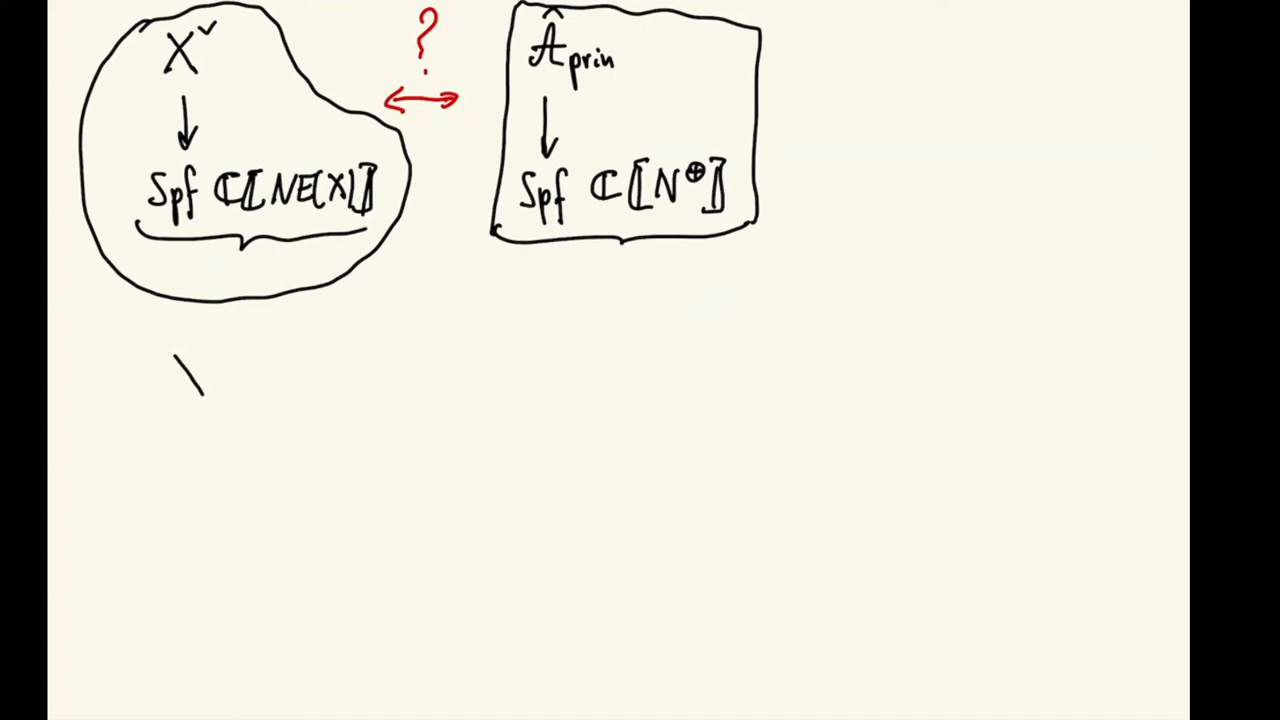 X^∨
?
↔
Â_prin
↓
↓
Spf ℂ⟦NE(X)⟧
Spf ℂ⟦N^⊕⟧